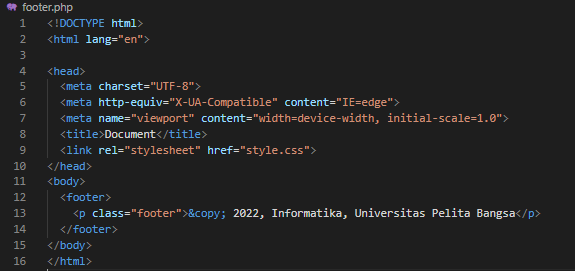 footer.php
1 <!DOCTYPE html>
2 <html lang="en">
3
4 <head>
5   <meta charset="UTF-8">
6   <meta http-equiv="X-UA-Compatible" content="IE=edge">
7   <meta name="viewport" content="width=device-width, initial-scale=1.0">
8   <title>Document</title>
9   <link rel="stylesheet" href="style.css">
10 </head>
11 <body>
12   <footer>
13     <p class="footer">&copy; 2022, Informatika, Universitas Pelita Bangsa</p>
14   </footer>
15 </body>
16 </html>